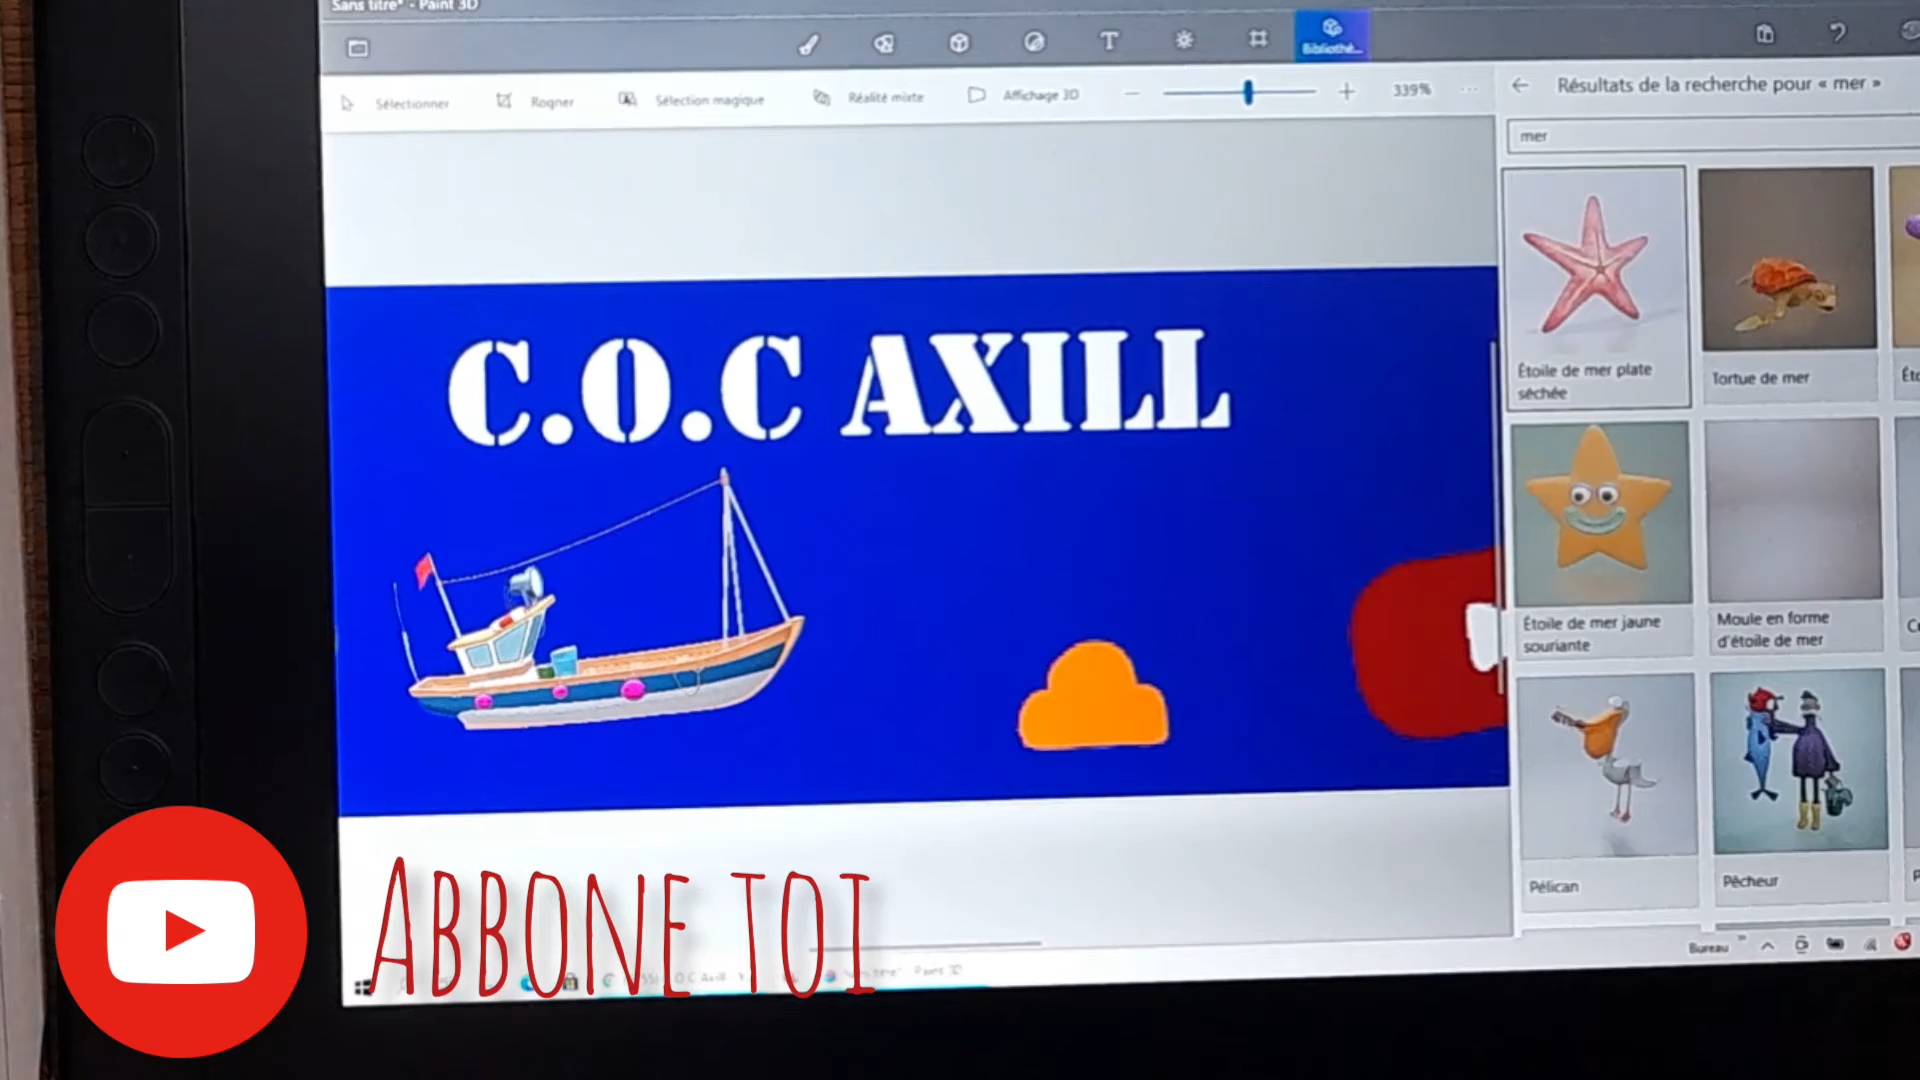 Sans titre* - Paint 3D
Bibliothè...
Sélectionner
Rogner
Sélection magique
Réalité mixte
Affichage 3D
339%
Résultats de la recherche pour « mer »
mer
C.O.C AXILL
Étoile de mer plate
séchée
Tortue de mer
Étoile de mer jaune
souriante
Moule en forme
d'étoile de mer
Pélican
Pêcheur
Bureau
ABBONE TOI
Paint 3D